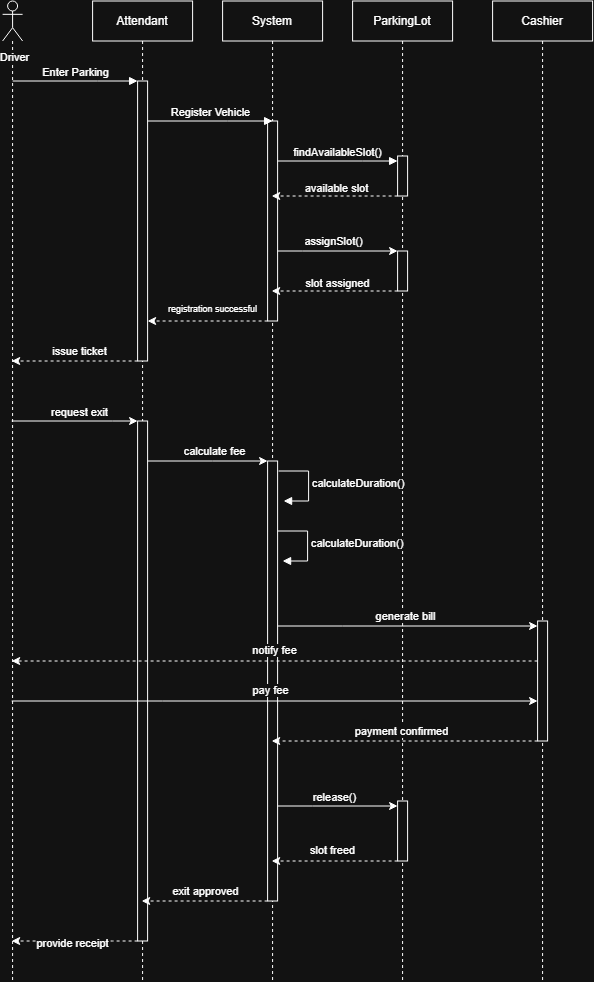 Attendant
System
ParkingLot
Cashier
Driver
Enter Parking
Register Vehicle
findAvailableSlot()
available slot
assignSlot()
slot assigned
registration successful
issue ticket
request exit
calculate fee
calculateDuration()
calculateDuration()
generate bill
notify fee
pay fee
payment confirmed
release()
slot freed
exit approved
provide receipt